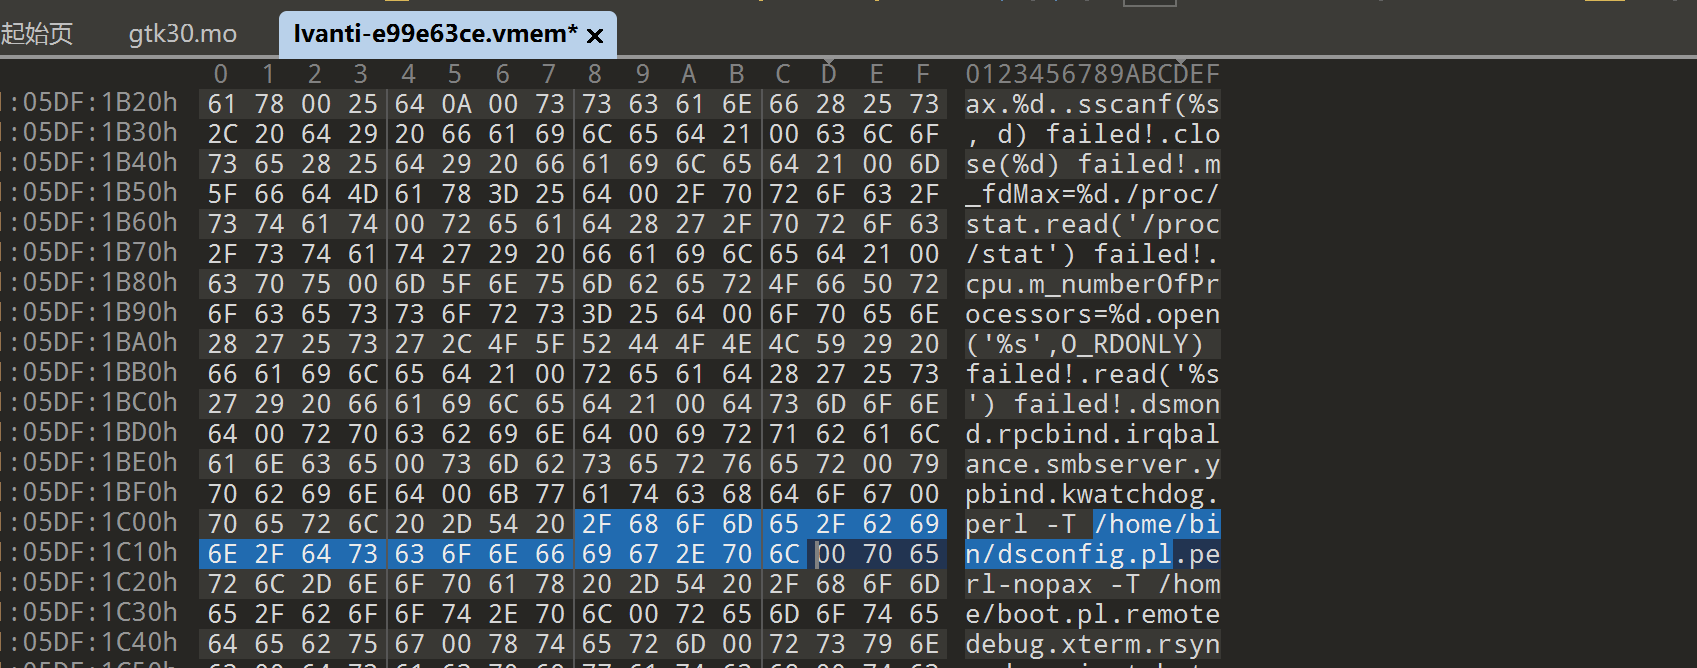 起始页 gtk30.mo Ivanti-e99e63ce.vmem*
0 1 2 3 4 5 6 7 8 9 A B C D E F 0123456789ABCDEF
:05DF:1B20h 61 78 00 25 64 0A 00 73 73 63 61 6E 66 28 25 73 ax.%d..sscanf(%s
:05DF:1B30h 2C 20 64 29 20 66 61 69 6C 65 64 21 00 63 6C 6F , d) failed!.clo
:05DF:1B40h 73 65 28 25 64 29 20 66 61 69 6C 65 64 21 00 6D se(%d) failed!.m
:05DF:1B50h 5F 66 64 4D 61 78 3D 25 64 00 2F 70 72 6F 63 2F _fdMax=%d./proc/
:05DF:1B60h 73 74 61 74 00 72 65 61 64 28 27 2F 70 72 6F 63 stat.read('/proc
:05DF:1B70h 2F 73 74 61 74 27 29 20 66 61 69 6C 65 64 21 00 /stat') failed!.
:05DF:1B80h 63 70 75 00 6D 5F 6E 75 6D 62 65 72 4F 66 50 72 cpu.m_numberOfPr
:05DF:1B90h 6F 63 65 73 73 6F 72 73 3D 25 64 00 6F 70 65 6E ocessors=%d.open
:05DF:1BA0h 28 27 25 73 27 2C 4F 5F 52 44 4F 4E 4C 59 29 20 ('%s',O_RDONLY)
:05DF:1BB0h 66 61 69 6C 65 64 21 00 72 65 61 64 28 27 25 73 failed!.read('%s
:05DF:1BC0h 27 29 20 66 61 69 6C 65 64 21 00 64 73 6D 6F 6E ') failed!.dsmon
:05DF:1BD0h 64 00 72 70 63 62 69 6E 64 00 69 72 71 62 61 6C d.rpcbind.irqbal
:05DF:1BE0h 61 6E 63 65 00 73 6D 62 73 65 72 76 65 72 00 79 ance.smbserver.y
:05DF:1BF0h 70 62 69 6E 64 00 6B 77 61 74 63 68 64 6F 67 00 pbind.kwatchdog.
:05DF:1C00h 70 65 72 6C 20 2D 54 20 2F 68 6F 6D 65 2F 62 69 perl -T /home/bi
:05DF:1C10h 6E 2F 64 73 63 6F 6E 66 69 67 2E 70 6C 00 70 65 n/dsconfig.pl.pe
:05DF:1C20h 72 6C 2D 6E 6F 70 61 78 20 2D 54 20 2F 68 6F 6D rl-nopax -T /hom
:05DF:1C30h 65 2F 62 6F 6F 74 2E 70 6C 00 72 65 6D 6F 74 65 e/boot.pl.remote
:05DF:1C40h 64 65 62 75 67 00 78 74 65 72 6D 00 72 73 79 6E debug.xterm.rsyn